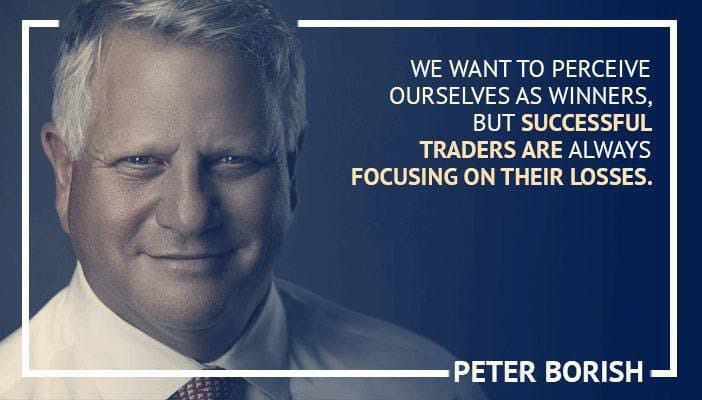 WE WANT TO PERCEIVE
OURSELVES AS WINNERS,
BUT SUCCESSFUL
TRADERS ARE ALWAYS
FOCUSING ON THEIR LOSSES.
PETER BORISH